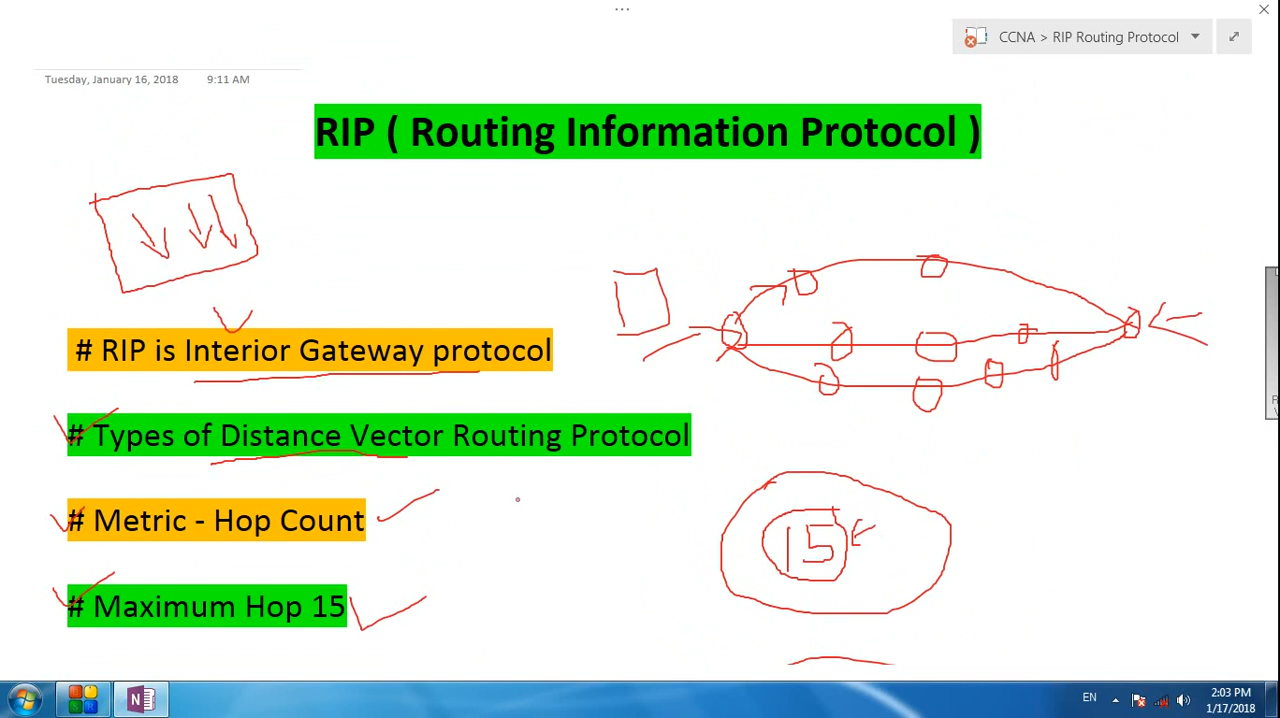 CCNA > RIP Routing Protocol
Tuesday, January 16, 2018 9:11 AM
RIP ( Routing Information Protocol )
# RIP is Interior Gateway protocol
# Types of Distance Vector Routing Protocol
# Metric - Hop Count
15
# Maximum Hop 15
EN
2:03 PM
1/17/2018